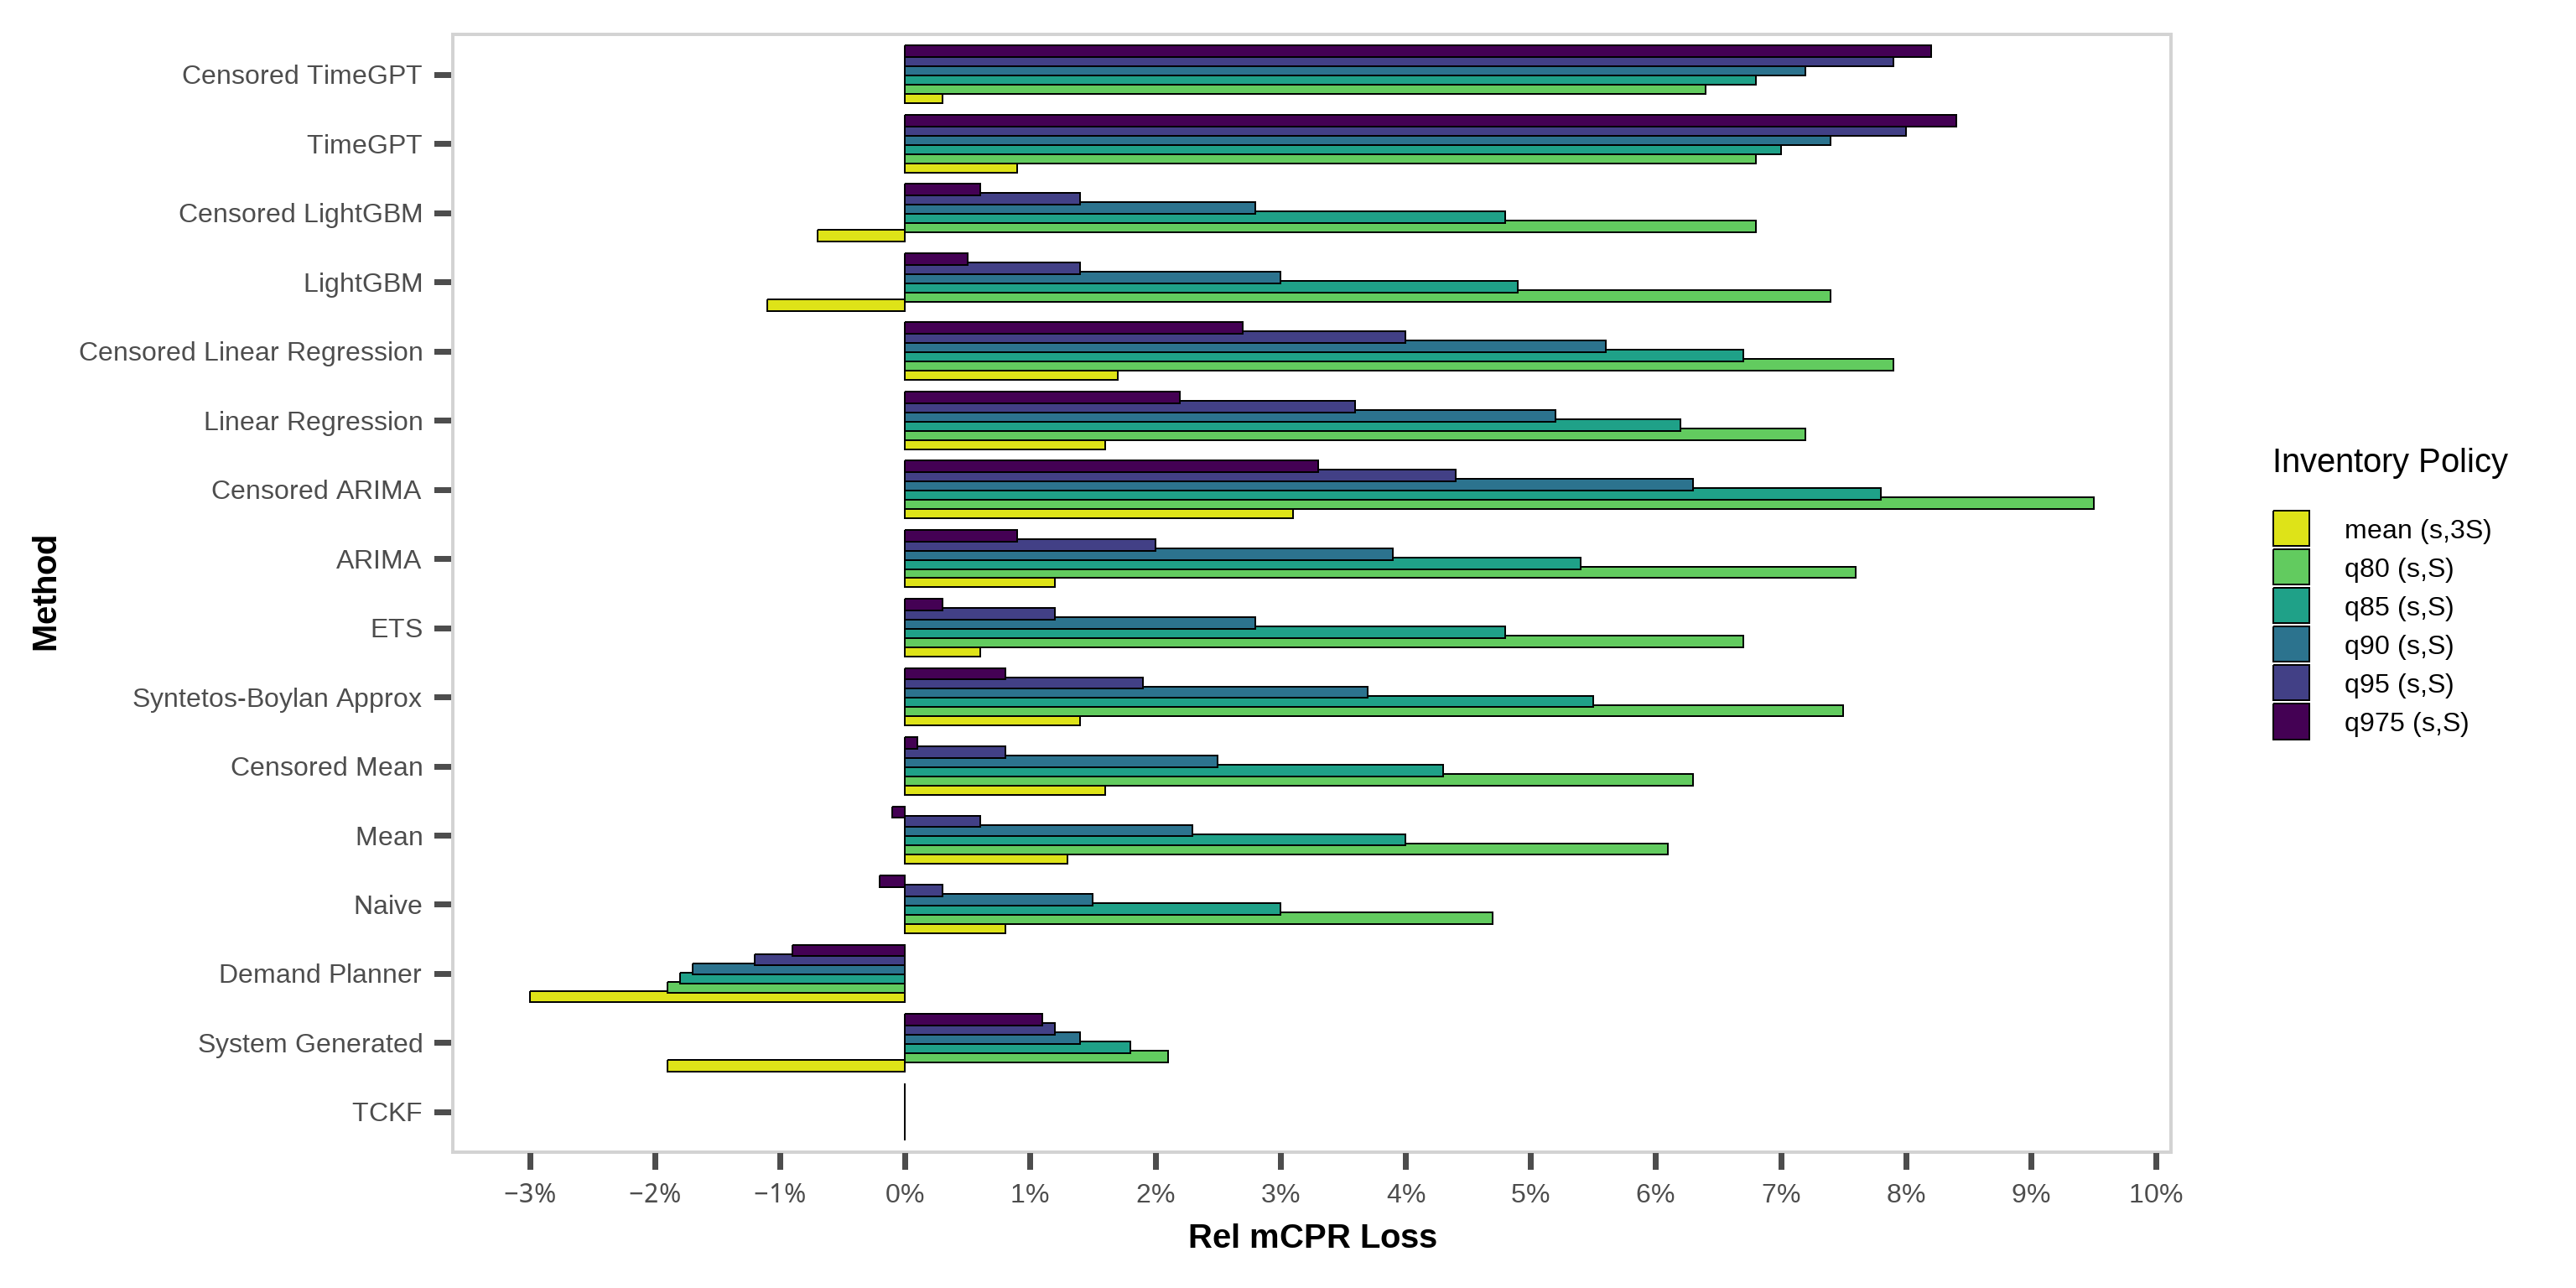 Censored TimeGPT
TimeGPT
Censored LightGBM
LightGBM
Censored Linear Regression
Linear Regression
Censored ARIMA
ARIMA
ETS
Syntetos-Boylan Approx
Censored Mean
Mean
Naive
Demand Planner
System Generated
TCKF
Method
−3% −2% −1% 0% 1% 2% 3% 4% 5% 6% 7% 8% 9% 10%
Rel mCPR Loss
Inventory Policy
mean (s,3S)
q80 (s,S)
q85 (s,S)
q90 (s,S)
q95 (s,S)
q975 (s,S)